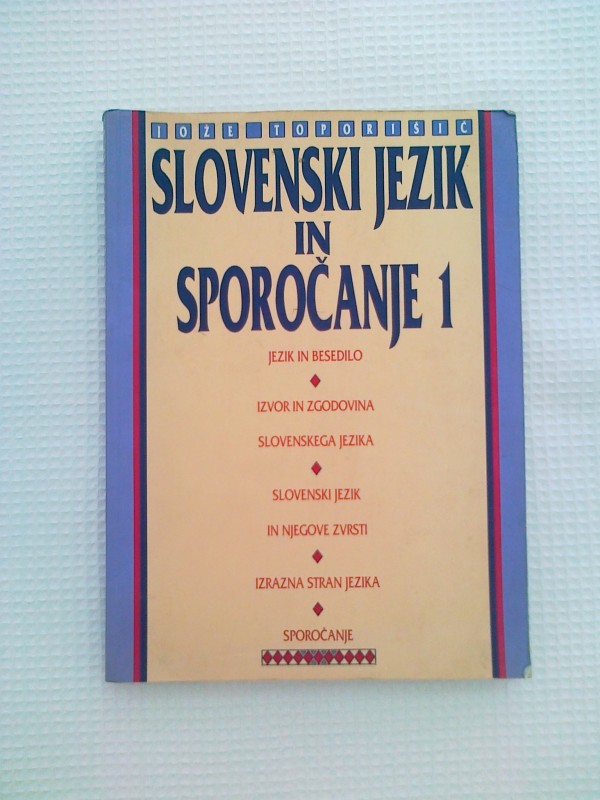 JOŽE TOPORIŠIČ
SLOVENSKI JEZIK
IN
SPOROČANJE 1
JEZIK IN BESEDILO
IZVOR IN ZGODOVINA
SLOVENSKEGA JEZIKA
SLOVENSKI JEZIK
IN NJEGOVE ZVRSTI
IZRAZNA STRAN JEZIKA
SPOROČANJE